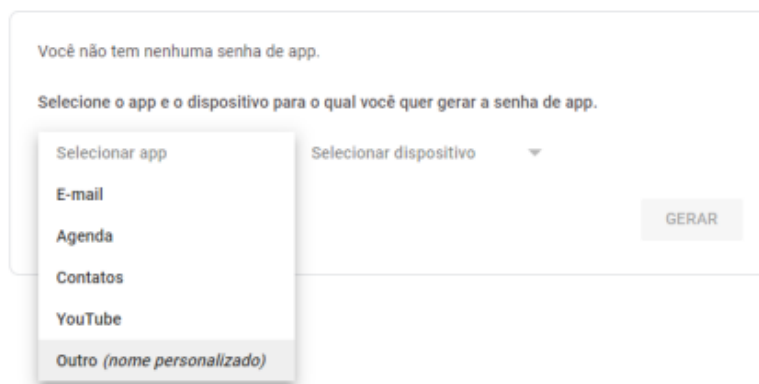 Você não tem nenhuma senha de app.
Selecione o app e o dispositivo para o qual você quer gerar a senha de app.
Selecionar app
Selecionar dispositivo
E-mail
Agenda
GERAR
Contatos
YouTube
Outro (nome personalizado)